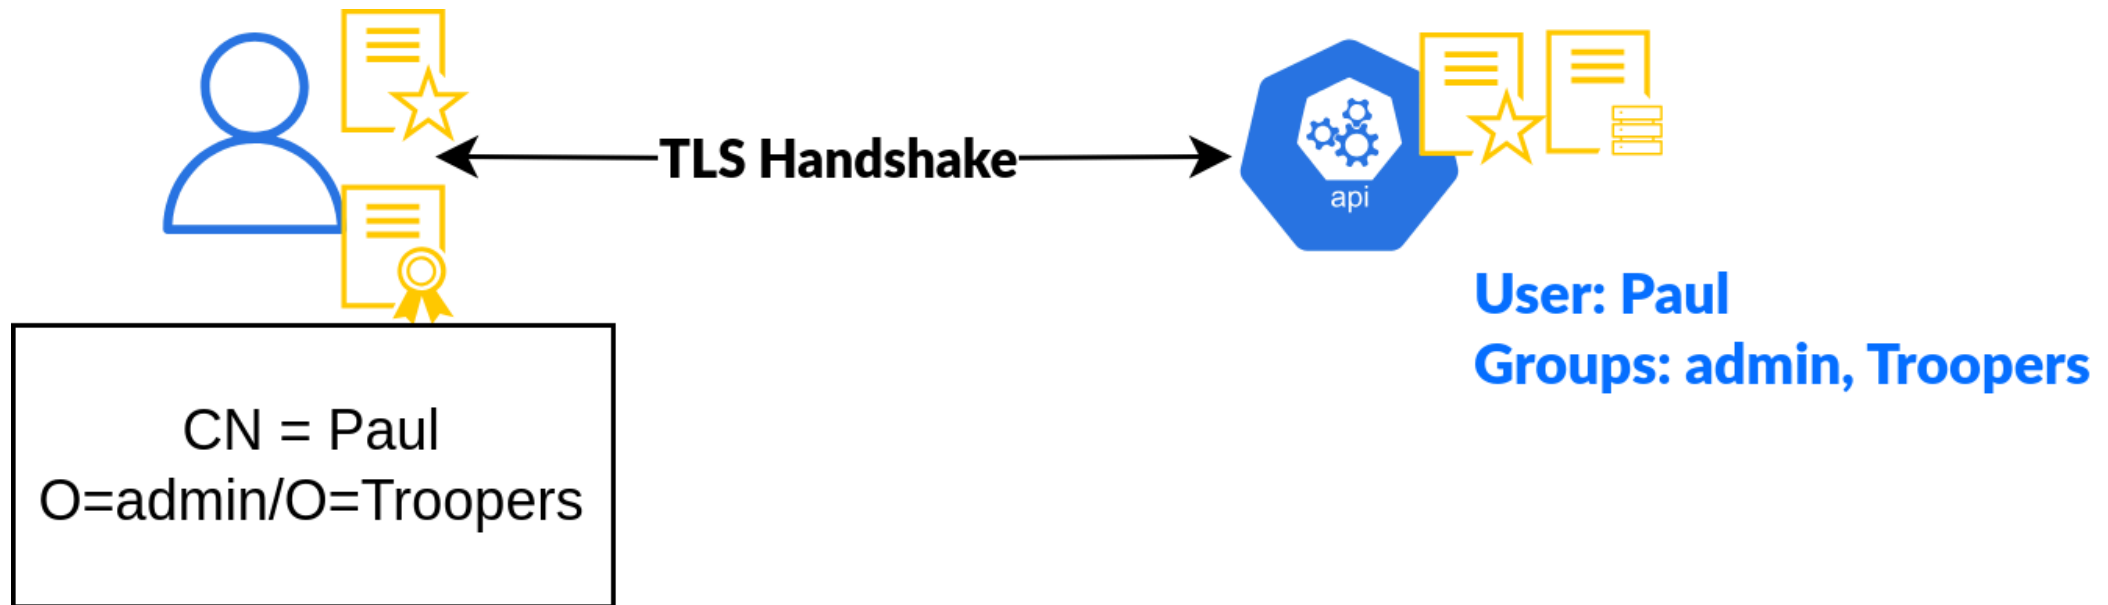 TLS Handshake
api
User: Paul
Groups: admin, Troopers
CN = Paul
O=admin/O=Troopers